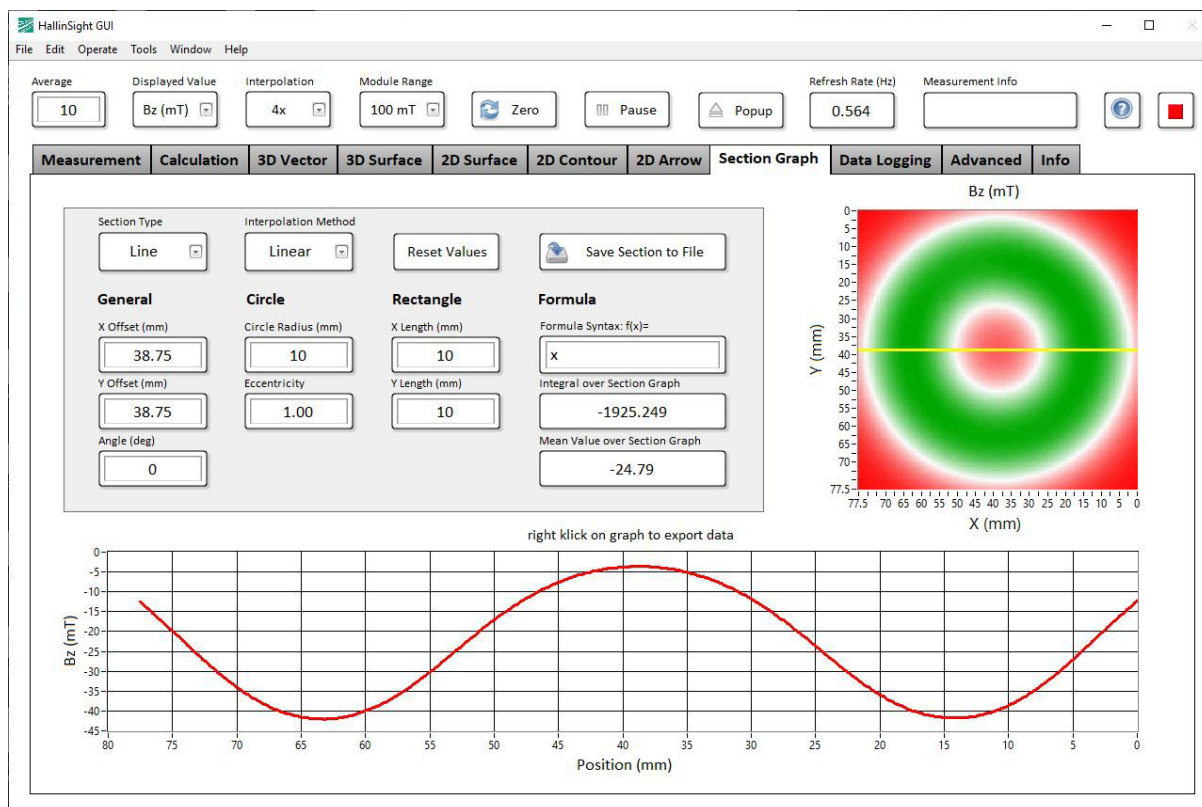 HallinSight GUI
File Edit Operate Tools Window Help
Average Displayed Value Interpolation Module Range Refresh Rate (Hz) Measurement Info
10 Bz (mT) 4x 100 mT Zero Pause Popup 0.564
Measurement Calculation 3D Vector 3D Surface 2D Surface 2D Contour 2D Arrow Section Graph Data Logging Advanced Info
Section Type Interpolation Method
Line Linear Reset Values Save Section to File
General Circle Rectangle Formula
X Offset (mm) Circle Radius (mm) X Length (mm) Formula Syntax: f(x)=
38.75 10 10 x
Y Offset (mm) Eccentricity Y Length (mm) Integral over Section Graph
38.75 1.00 10 -1925.249
Angle (deg) Mean Value over Section Graph
0 -24.79
Bz (mT)
0
5
10
15
20
25
30
35
40
45
50
55
60
65
70
77.5
Y (mm)
77.5 70 65 60 55 50 45 40 35 30 25 20 15 10 5 0
X (mm)
right klick on graph to export data
0
-5
-10
-15
-20
-25
-30
-35
-40
-45
Bz (mT)
80 75 70 65 60 55 50 45 40 35 30 25 20 15 10 5 0
Position (mm)